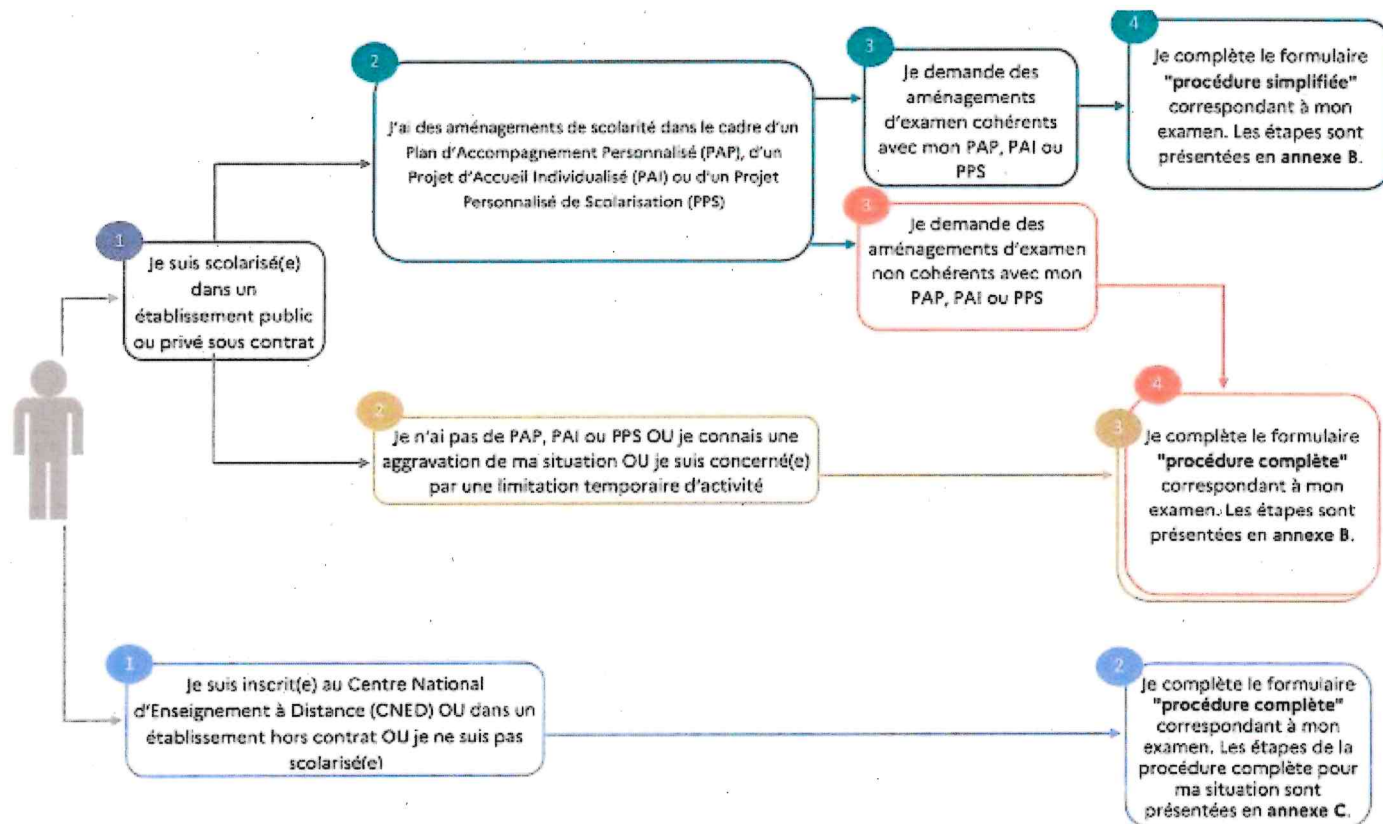 1
Je suis scolarisé(e)
dans un
établissement public
ou privé sous contrat
2
J'ai des aménagements de scolarité dans le cadre d'un
Plan d'Accompagnement Personnalisé (PAP), d'un
Projet d'Accueil Individualisé (PAI) ou d'un Projet
Personnalisé de Scolarisation (PPS)
3
Je demande des
aménagements
d'examen cohérents
avec mon PAP, PAI ou
PPS
4
Je complète le formulaire
"procédure simplifiée"
correspondant à mon
examen. Les étapes sont
présentées en annexe B.
3
Je demande des
aménagements d'examen
non cohérents avec mon
PAP, PAI ou PPS
2
Je n'ai pas de PAP, PAI ou PPS OU je connais une
aggravation de ma situation OU je suis concerné(e)
par une limitation temporaire d'activité
4
3
Je complète le formulaire
"procédure complète"
correspondant à mon
examen. Les étapes sont
présentées en annexe B.
1
Je suis inscrit(e) au Centre National
d'Enseignement à Distance (CNED) OU dans un
établissement hors contrat OU je ne suis pas
scolarisé(e)
2
Je complète le formulaire
"procédure complète"
correspondant à mon
examen. Les étapes de la
procédure complète pour
ma situation sont
présentées en annexe C.